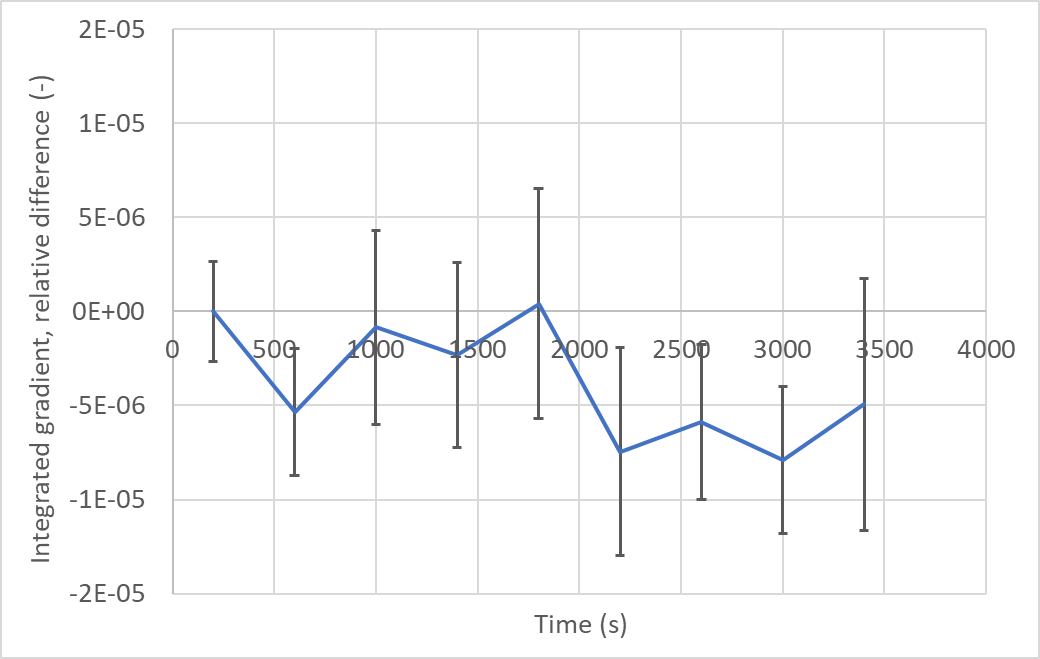 2E-05
1E-05
5E-06
0E+00
0 500 1000 1500 2000 2500 3000 3500 4000
-5E-06
-1E-05
-2E-05
Integrated gradient, relative difference (-)
Time (s)